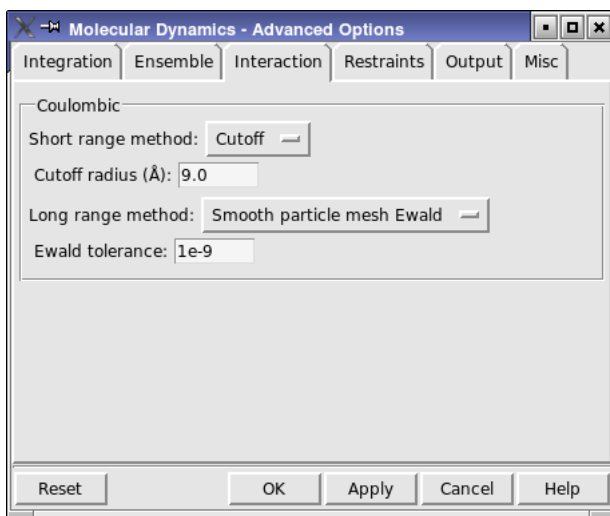 Molecular Dynamics - Advanced Options
Integration Ensemble Interaction Restraints Output Misc
Coulombic
Short range method: Cutoff
Cutoff radius (Å): 9.0
Long range method: Smooth particle mesh Ewald
Ewald tolerance: 1e-9
Reset OK Apply Cancel Help